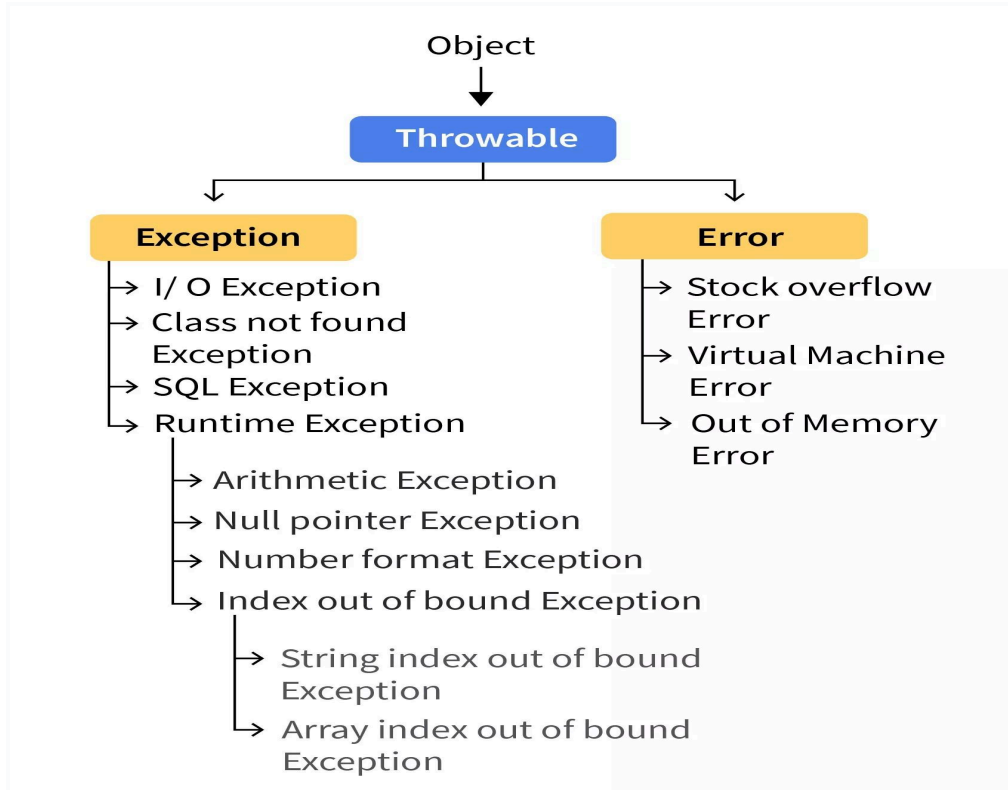 Object
Throwable
Exception
I/ O Exception
Class not found
Exception
SQL Exception
Runtime Exception
Arithmetic Exception
Null pointer Exception
Number format Exception
Index out of bound Exception
String index out of bound
Exception
Array index out of bound
Exception
Error
Stock overflow
Error
Virtual Machine
Error
Out of Memory
Error